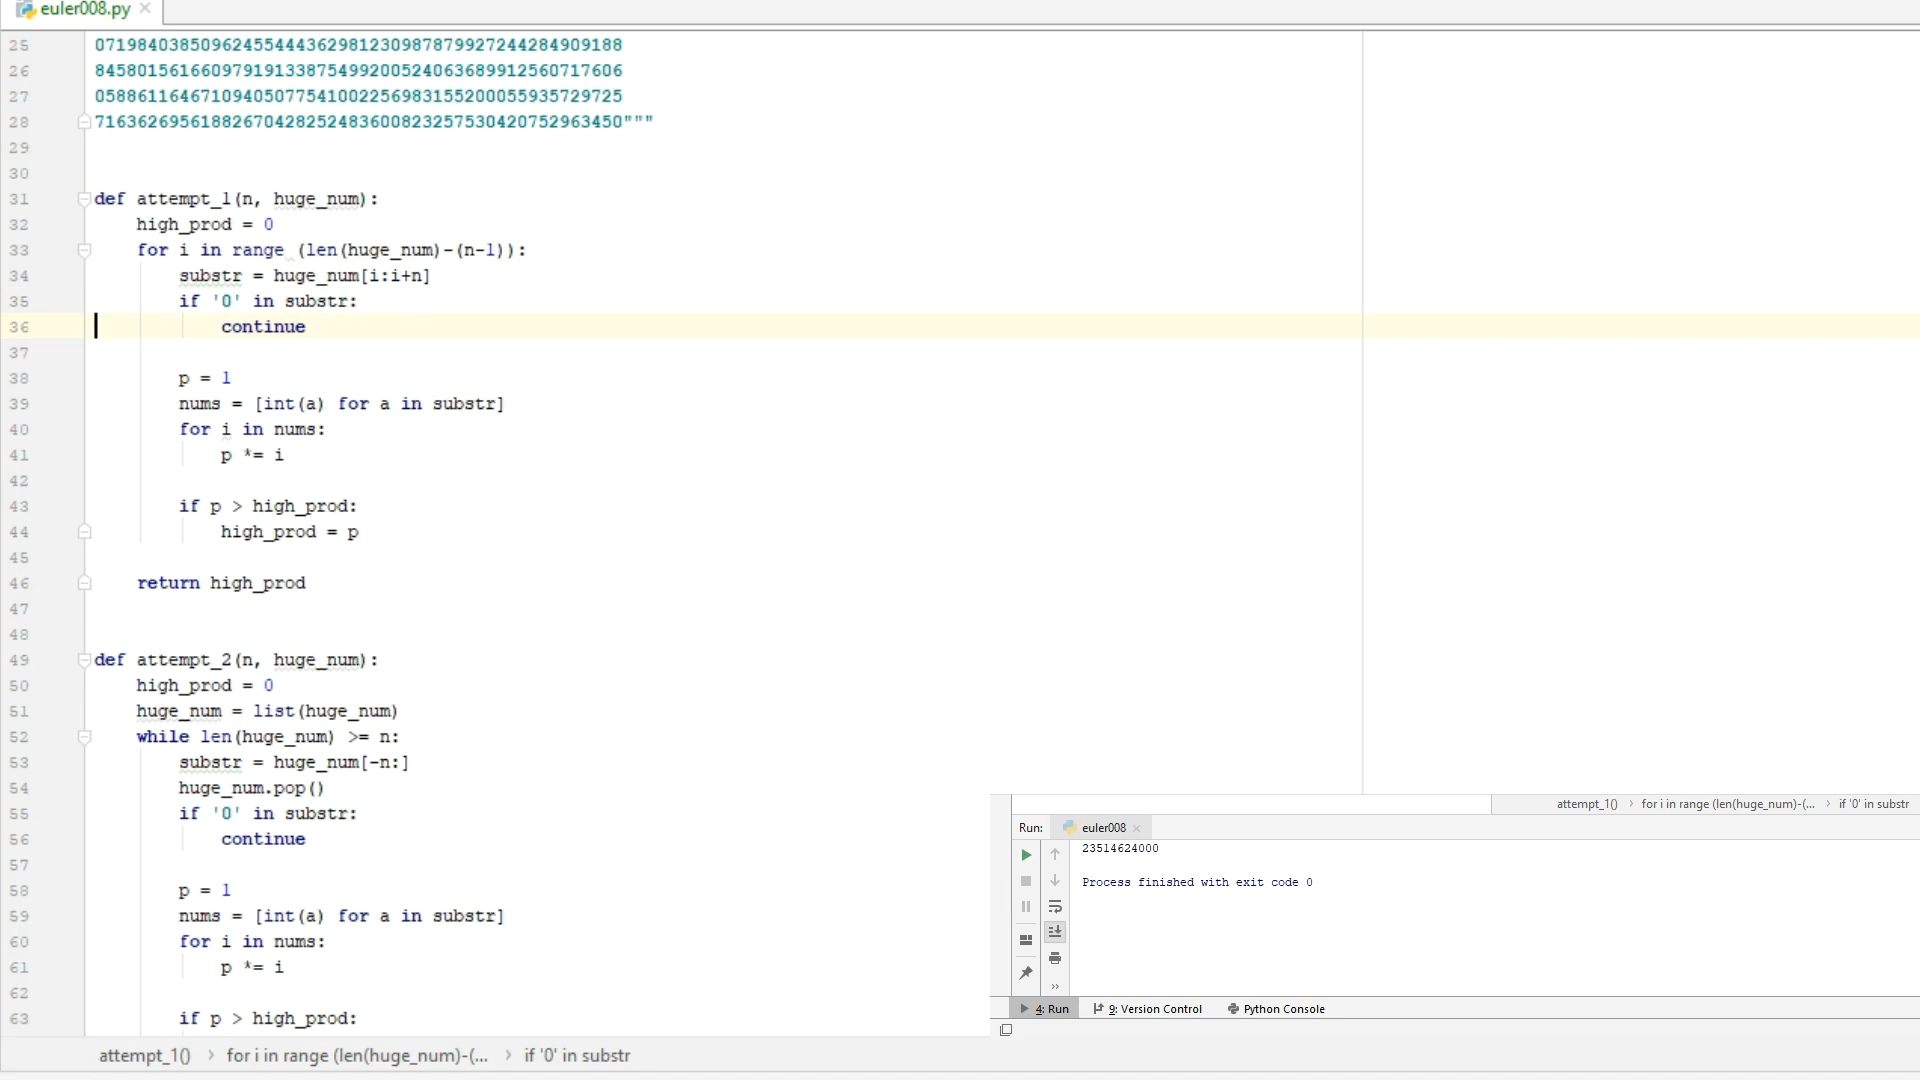 euler008.py
25 07198403850962455444362981230987879927244284909188
26 84580156166097919133875499200524063689912560717606
27 05886116467109405077541002256983155200055935729725
28 71636269561882670428252483600823257530420752963450"""
29
30
31 def attempt_1(n, huge_num):
32 high_prod = 0
33 for i in range (len(huge_num)-(n-1)):
34 substr = huge_num[i:i+n]
35 if '0' in substr:
36 continue
37
38 p = 1
39 nums = [int(a) for a in substr]
40 for i in nums:
41 p *= i
42
43 if p > high_prod:
44 high_prod = p
45
46 return high_prod
47
48
49 def attempt_2(n, huge_num):
50 high_prod = 0
51 huge_num = list(huge_num)
52 while len(huge_num) >= n:
53 substr = huge_num[-n:]
54 huge_num.pop()
55 if '0' in substr:
56 continue
57
58 p = 1
59 nums = [int(a) for a in substr]
60 for i in nums:
61 p *= i
62
63 if p > high_prod:
attempt_1() › for i in range (len(huge_num)-(... › if '0' in substr
attempt_1() › for i in range (len(huge_num)-(... › if '0' in substr
Run: euler008
23514624000
Process finished with exit code 0
4: Run 9: Version Control Python Console